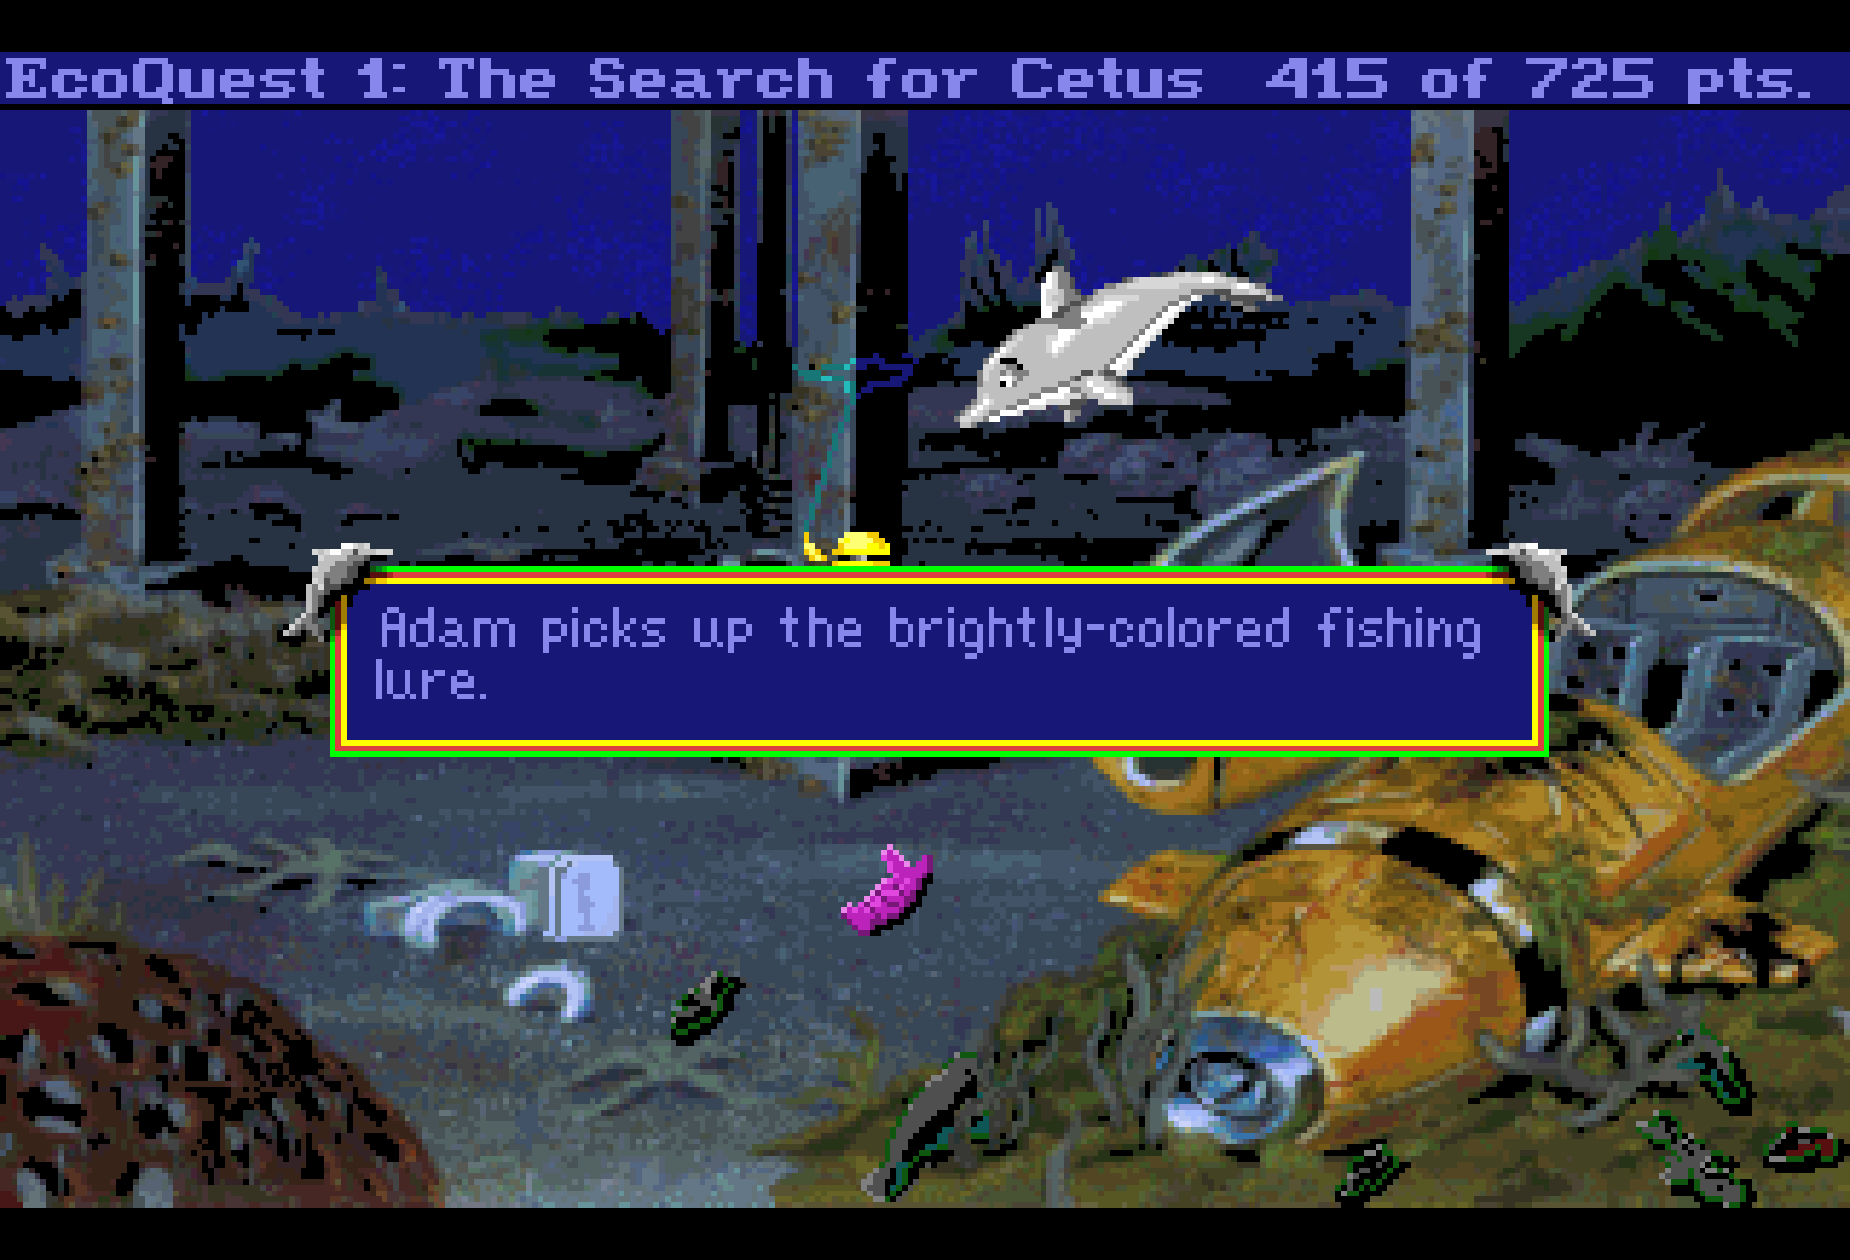 EcoQuest 1: The Search for Cetus 415 of 725 pts.
Adam picks up the brightly-colored fishing
lure.